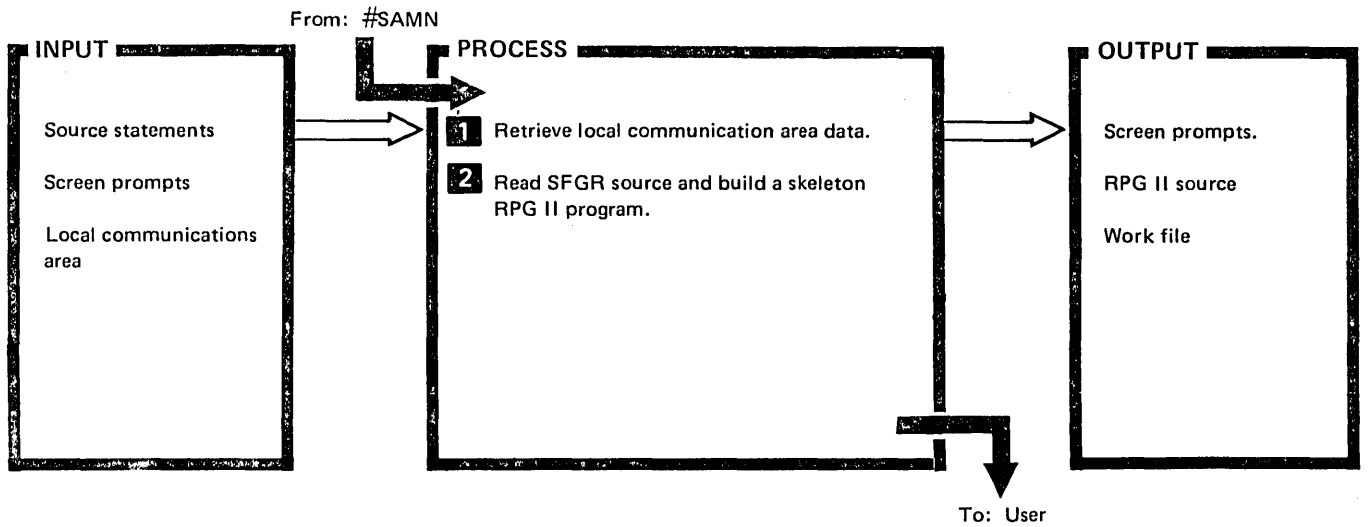 From: #SAMN
INPUT
Source statements
Screen prompts
Local communications
area
PROCESS
1 Retrieve local communication area data.
2 Read SFGR source and build a skeleton
RPG II program.
To: User
OUTPUT
Screen prompts.
RPG II source
Work file